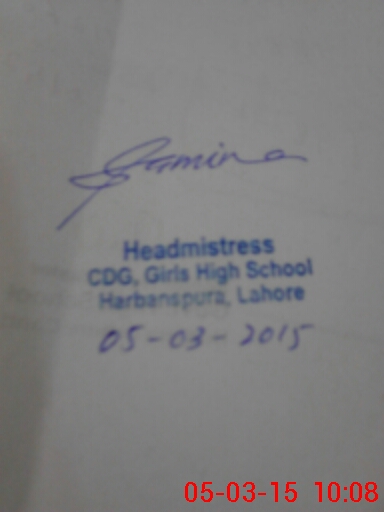 Headmistress
CDG, Girls High School
Harbanspura, Lahore
05-03-2015
05-03-15 10:08